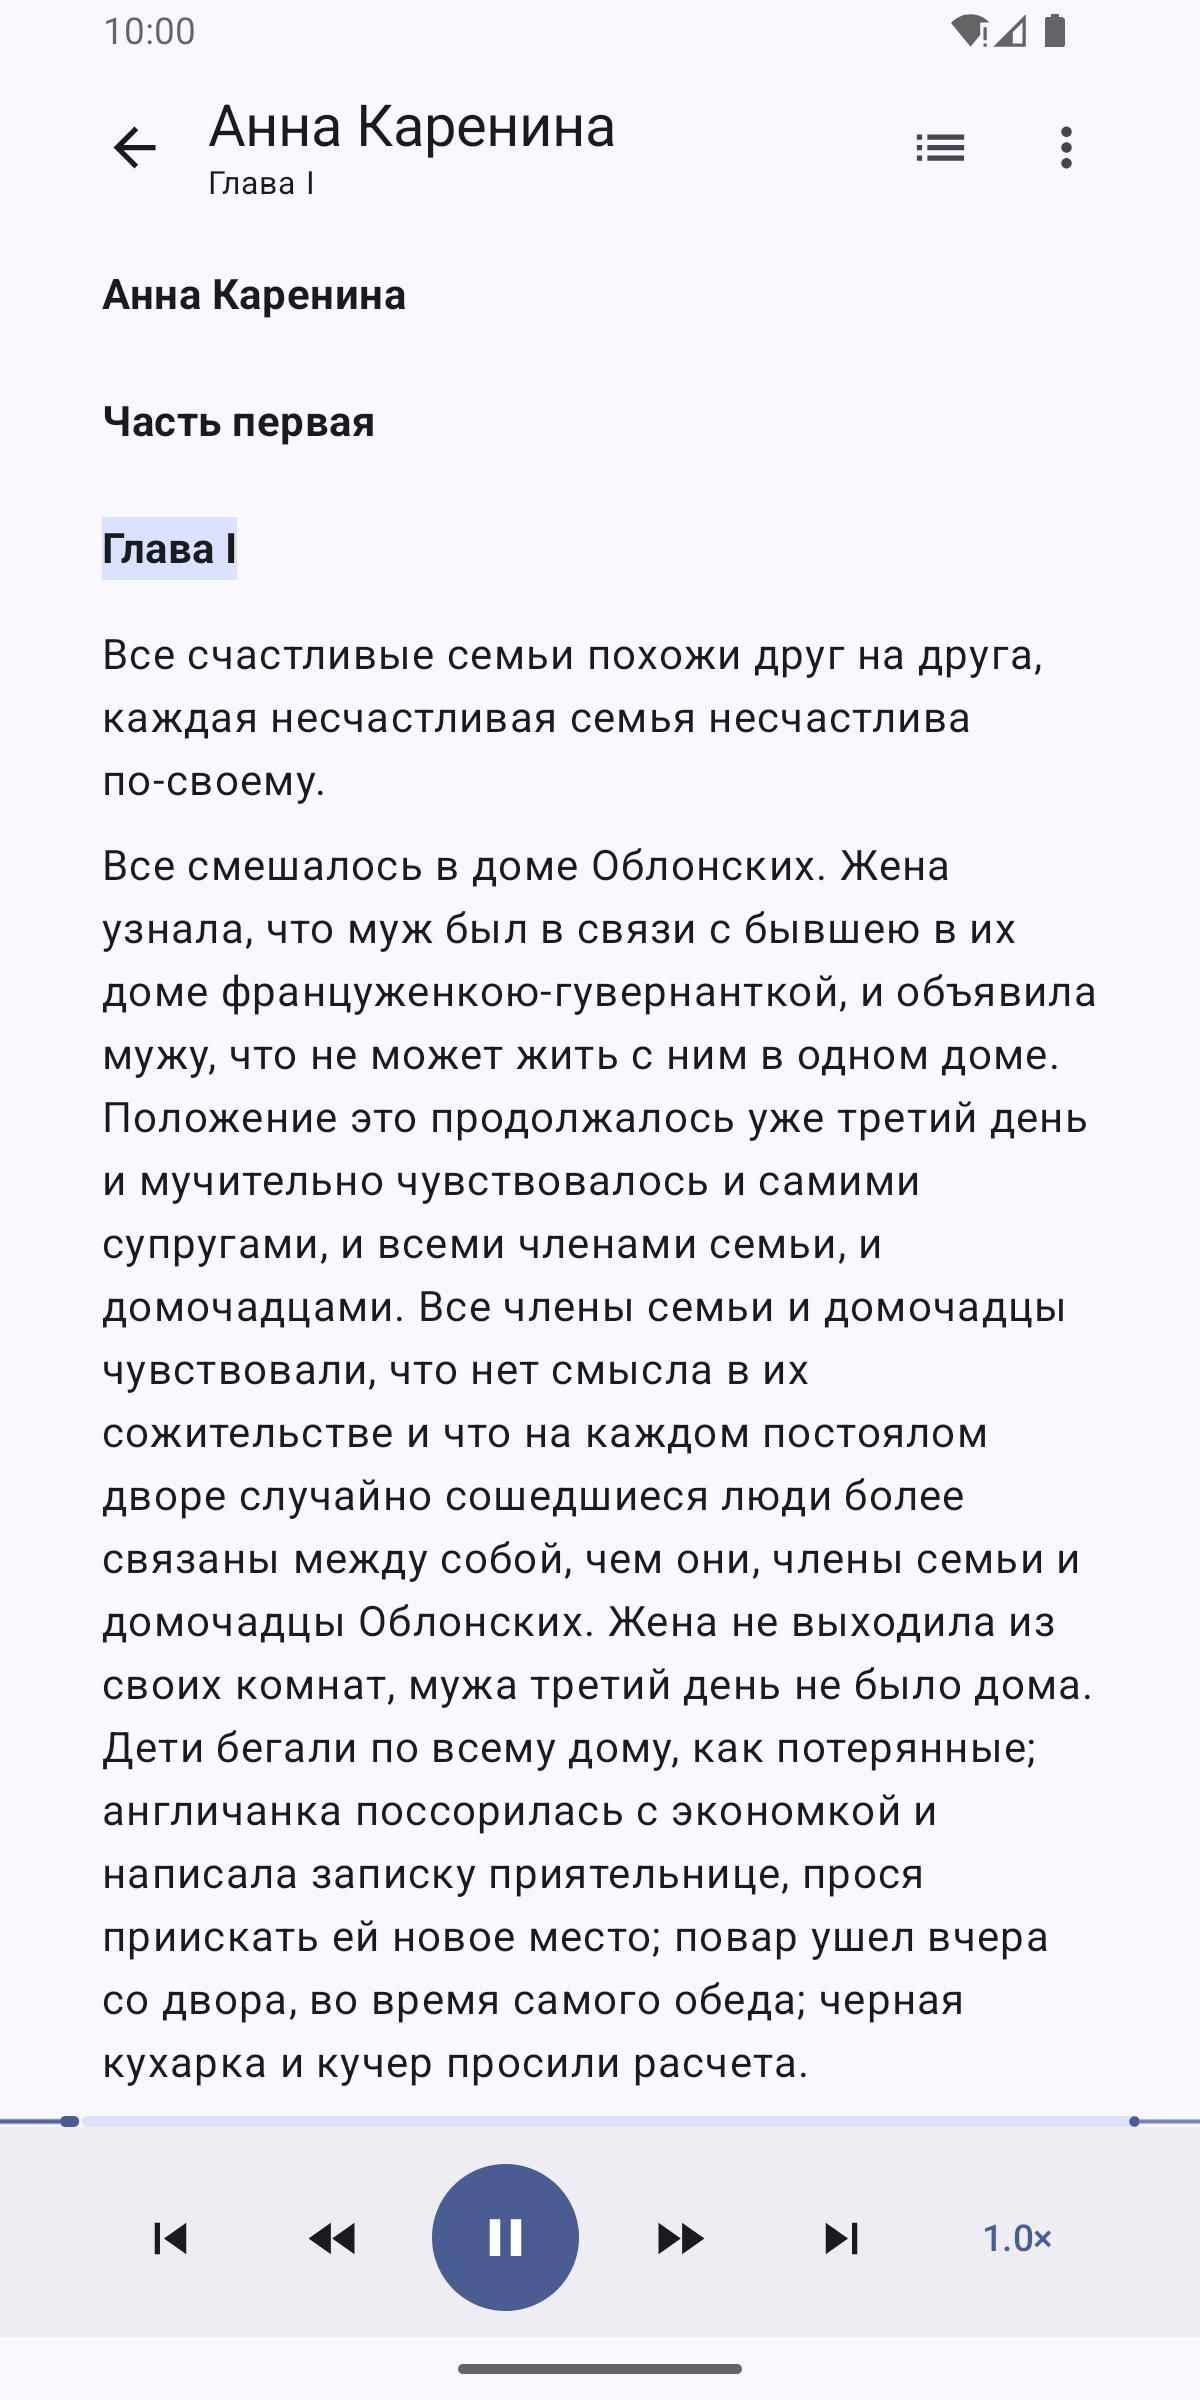 10:00
Анна Каренина
Глава I
Анна Каренина
Часть первая
Глава I
Все счастливые семьи похожи друг на друга,
каждая несчастливая семья несчастлива
по-своему.
Все смешалось в доме Облонских. Жена
узнала, что муж был в связи с бывшею в их
доме француженкою-гувернанткой, и объявила
мужу, что не может жить с ним в одном доме.
Положение это продолжалось уже третий день
и мучительно чувствовалось и самими
супругами, и всеми членами семьи, и
домочадцами. Все члены семьи и домочадцы
чувствовали, что нет смысла в их
сожительстве и что на каждом постоялом
дворе случайно сошедшиеся люди более
связаны между собой, чем они, члены семьи и
домочадцы Облонских. Жена не выходила из
своих комнат, мужа третий день не было дома.
Дети бегали по всему дому, как потерянные;
англичанка поссорилась с экономкой и
написала записку приятельнице, прося
приискать ей новое место; повар ушел вчера
со двора, во время самого обеда; черная
кухарка и кучер просили расчета.
1.0×